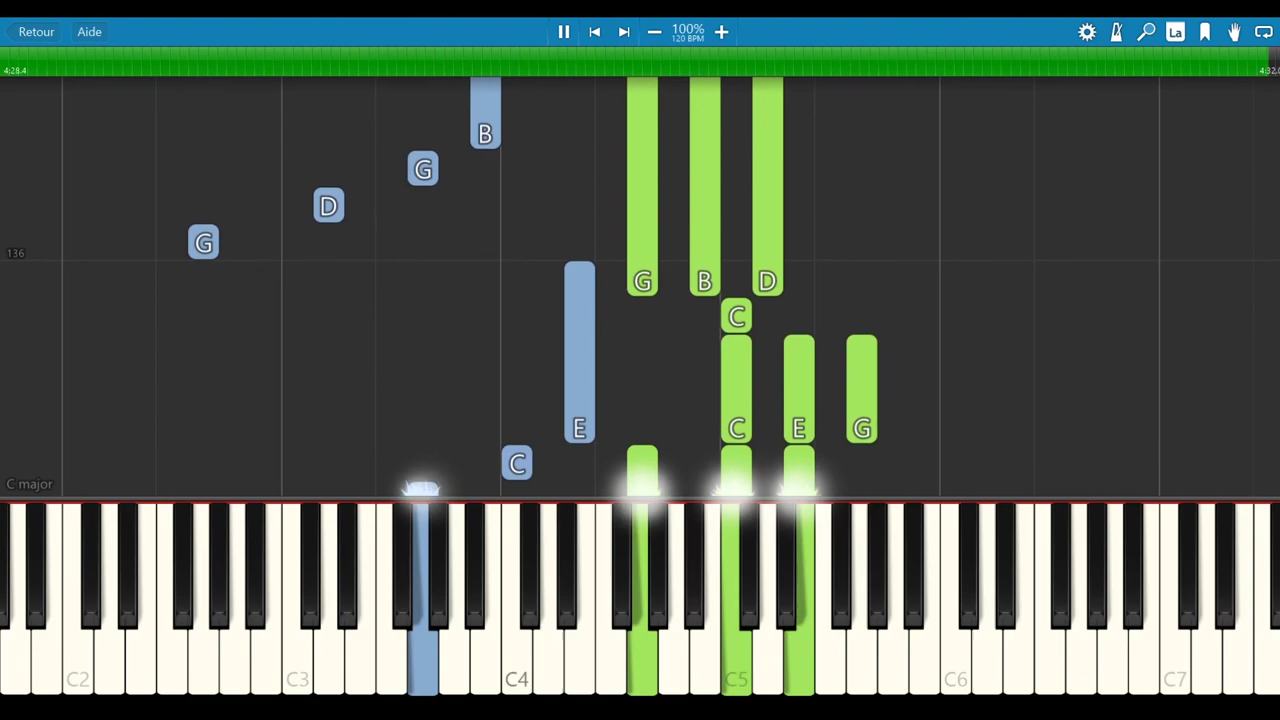 Retour Aide 100% La
120 BPM
4:28.4 4:32.0
B
G
D
G
136
G B D
C
E C E G
C
C major
C2 C3 C4 C5 C6 C7